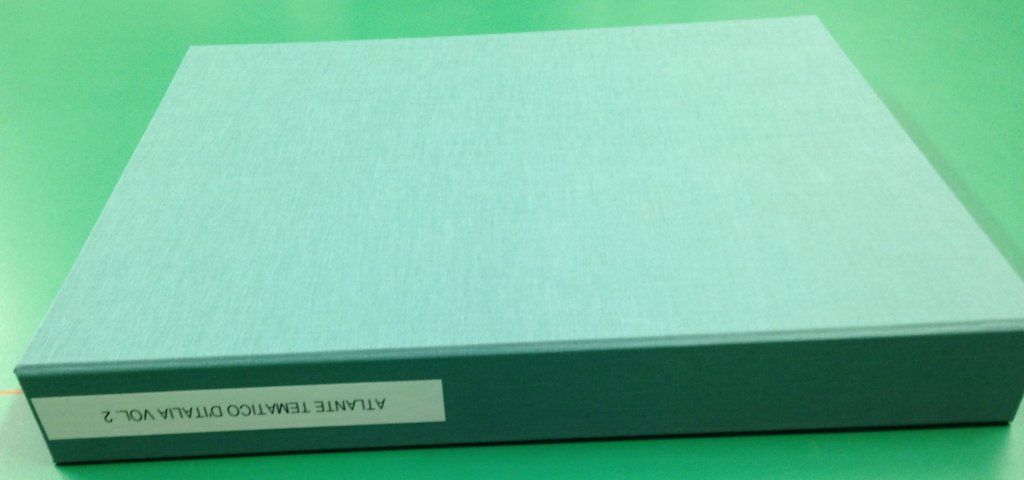 ATLANTE TEMATICO D'ITALIA VOL. 2